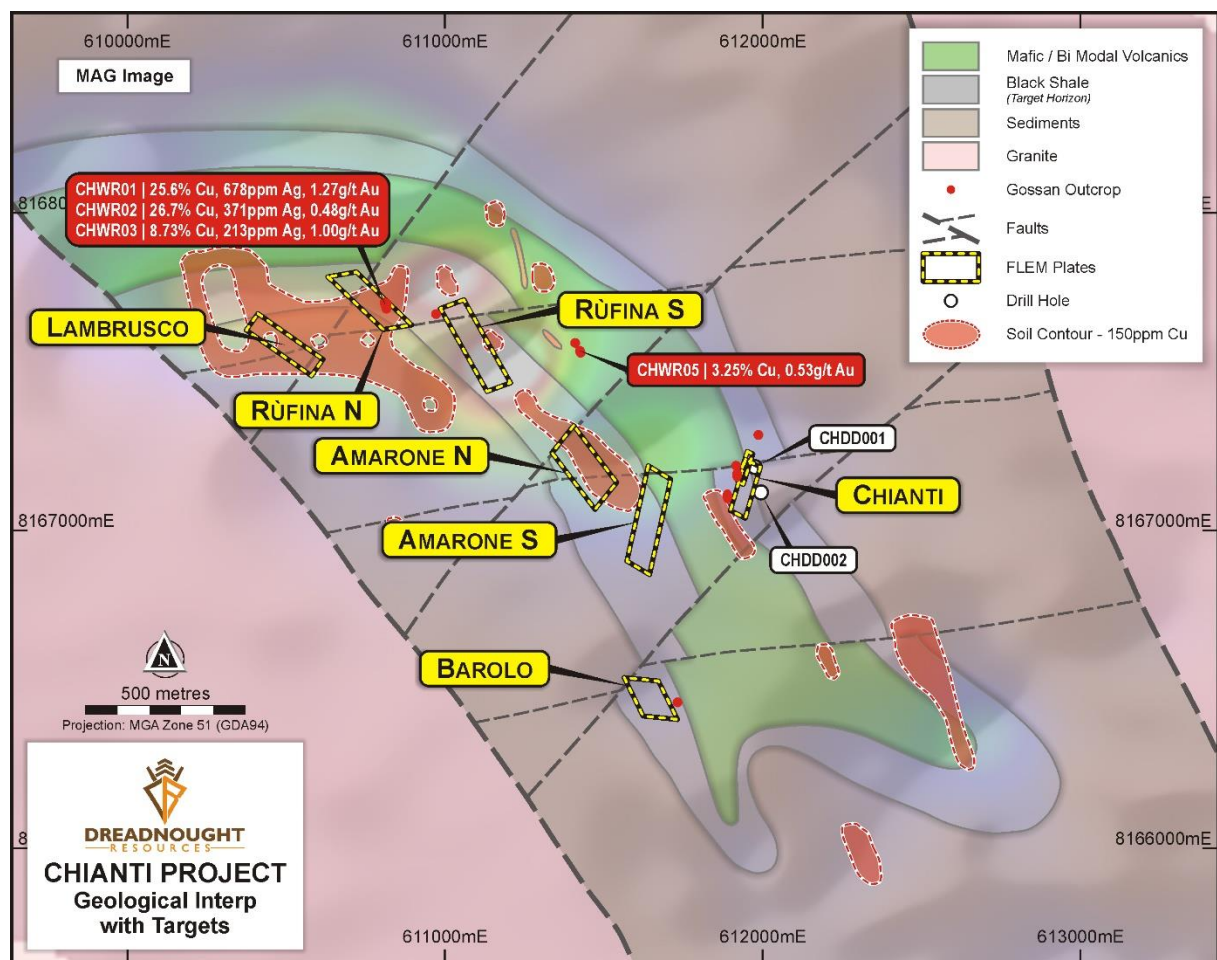 610000mE
611000mE
612000mE
MAG Image
Mafic / Bi Modal Volcanics
Black Shale
(Target Horizon)
Sediments
Granite
Gossan Outcrop
Faults
FLEM Plates
Drill Hole
Soil Contour - 150ppm Cu
CHWR01 | 25.6% Cu, 678ppm Ag, 1.27g/t Au
CHWR02 | 26.7% Cu, 371ppm Ag, 0.48g/t Au
CHWR03 | 8.73% Cu, 213ppm Ag, 1.00g/t Au
LAMBRUSCO
RÙFINA S
CHWR05 | 3.25% Cu, 0.53g/t Au
RÙFINA N
AMARONE N
CHDD001
CHIANTI
8167000mE
8167000mE
AMARONE S
CHDD002
BAROLO
N
500 metres
Projection: MGA Zone 51 (GDA94)
DREADNOUGHT
RESOURCES
CHIANTI PROJECT
Geological Interp
with Targets
8166000mE
611000mE
612000mE
613000mE